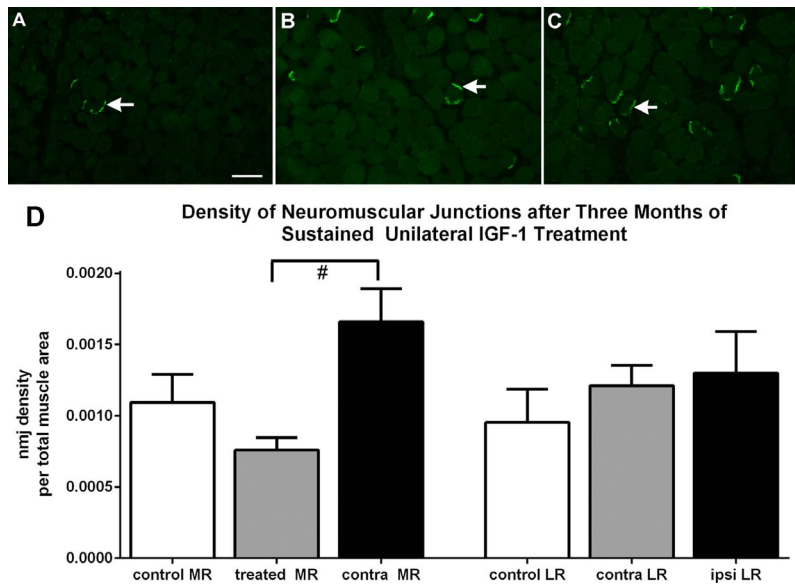 A
B
C
D
Density of Neuromuscular Junctions after Three Months of
Sustained Unilateral IGF-1 Treatment
nmj density
per total muscle area
0.0020
0.0015
0.0010
0.0005
0.0000
#
control MR
treated MR
contra MR
control LR
contra LR
ipsi LR